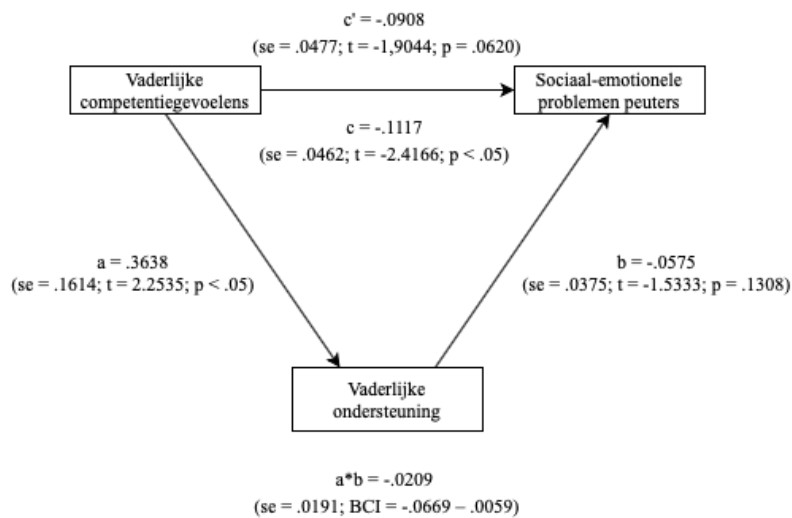 c' = -.0908
(se = .0477; t = -1,9044; p = .0620)
Vaderlijke
competentiegevoelens
Sociaal-emotionele
problemen peuters
c = -.1117
(se = .0462; t = -2.4166; p < .05)
a = .3638
(se = .1614; t = 2.2535; p < .05)
b = -.0575
(se = .0375; t = -1.5333; p = .1308)
Vaderlijke
ondersteuning
a*b = -.0209
(se = .0191; BCI = -.0669 – .0059)